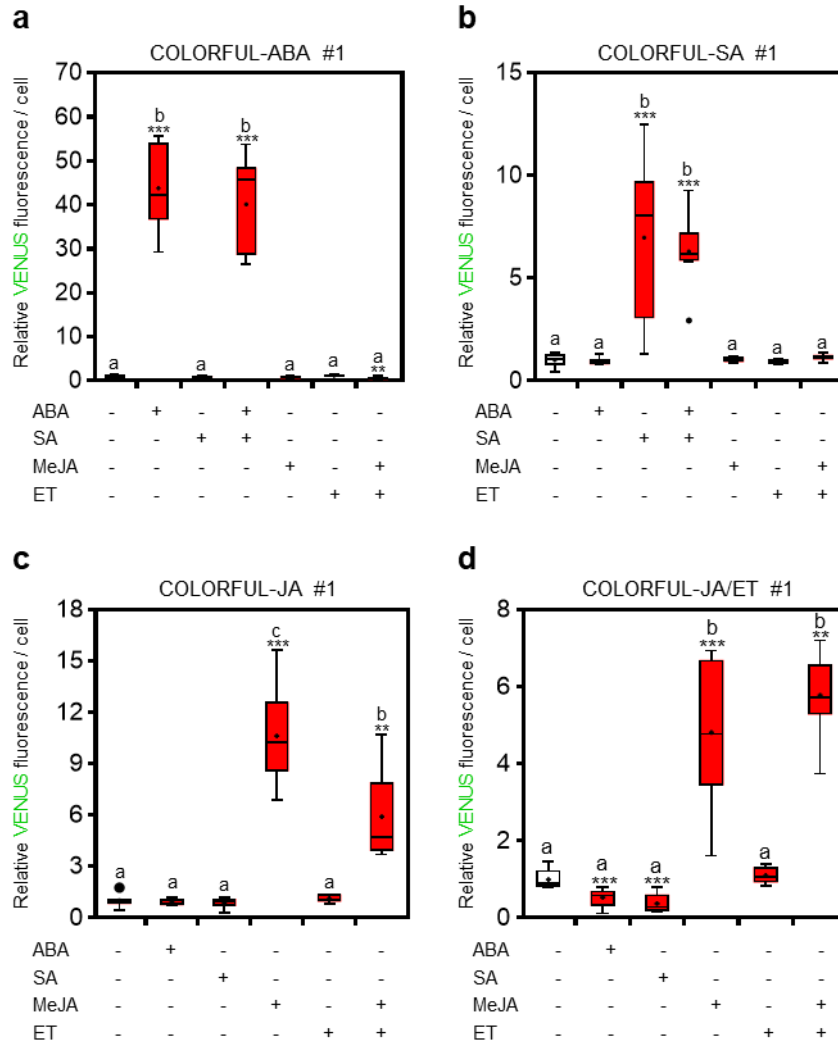 a
COLORFUL-ABA #1
Relative VENUS fluorescence / cell
70
60
50
40
30
20
10
0
a
b
***
a
b
***
a
a
a
**
ABA - + - + - - -
SA - - + + - - -
MeJA - - - - + - +
ET - - - - - + +
b
COLORFUL-SA #1
Relative VENUS fluorescence / cell
15
10
5
0
a
a
b
***
b
***
a
a
a
ABA - + - + - - -
SA - - + + - - -
MeJA - - - - + - +
ET - - - - - + +
c
COLORFUL-JA #1
Relative VENUS fluorescence / cell
18
15
12
9
6
3
0
a
a
a
c
***
a
b
**
ABA - + - - - -
SA - - + - - -
MeJA - - - + - +
ET - - - - + +
d
COLORFUL-JA/ET #1
Relative VENUS fluorescence / cell
8
6
4
2
0
a
a
***
a
***
b
***
a
b
**
ABA - + - - - -
SA - - + - - -
MeJA - - - + - +
ET - - - - + +